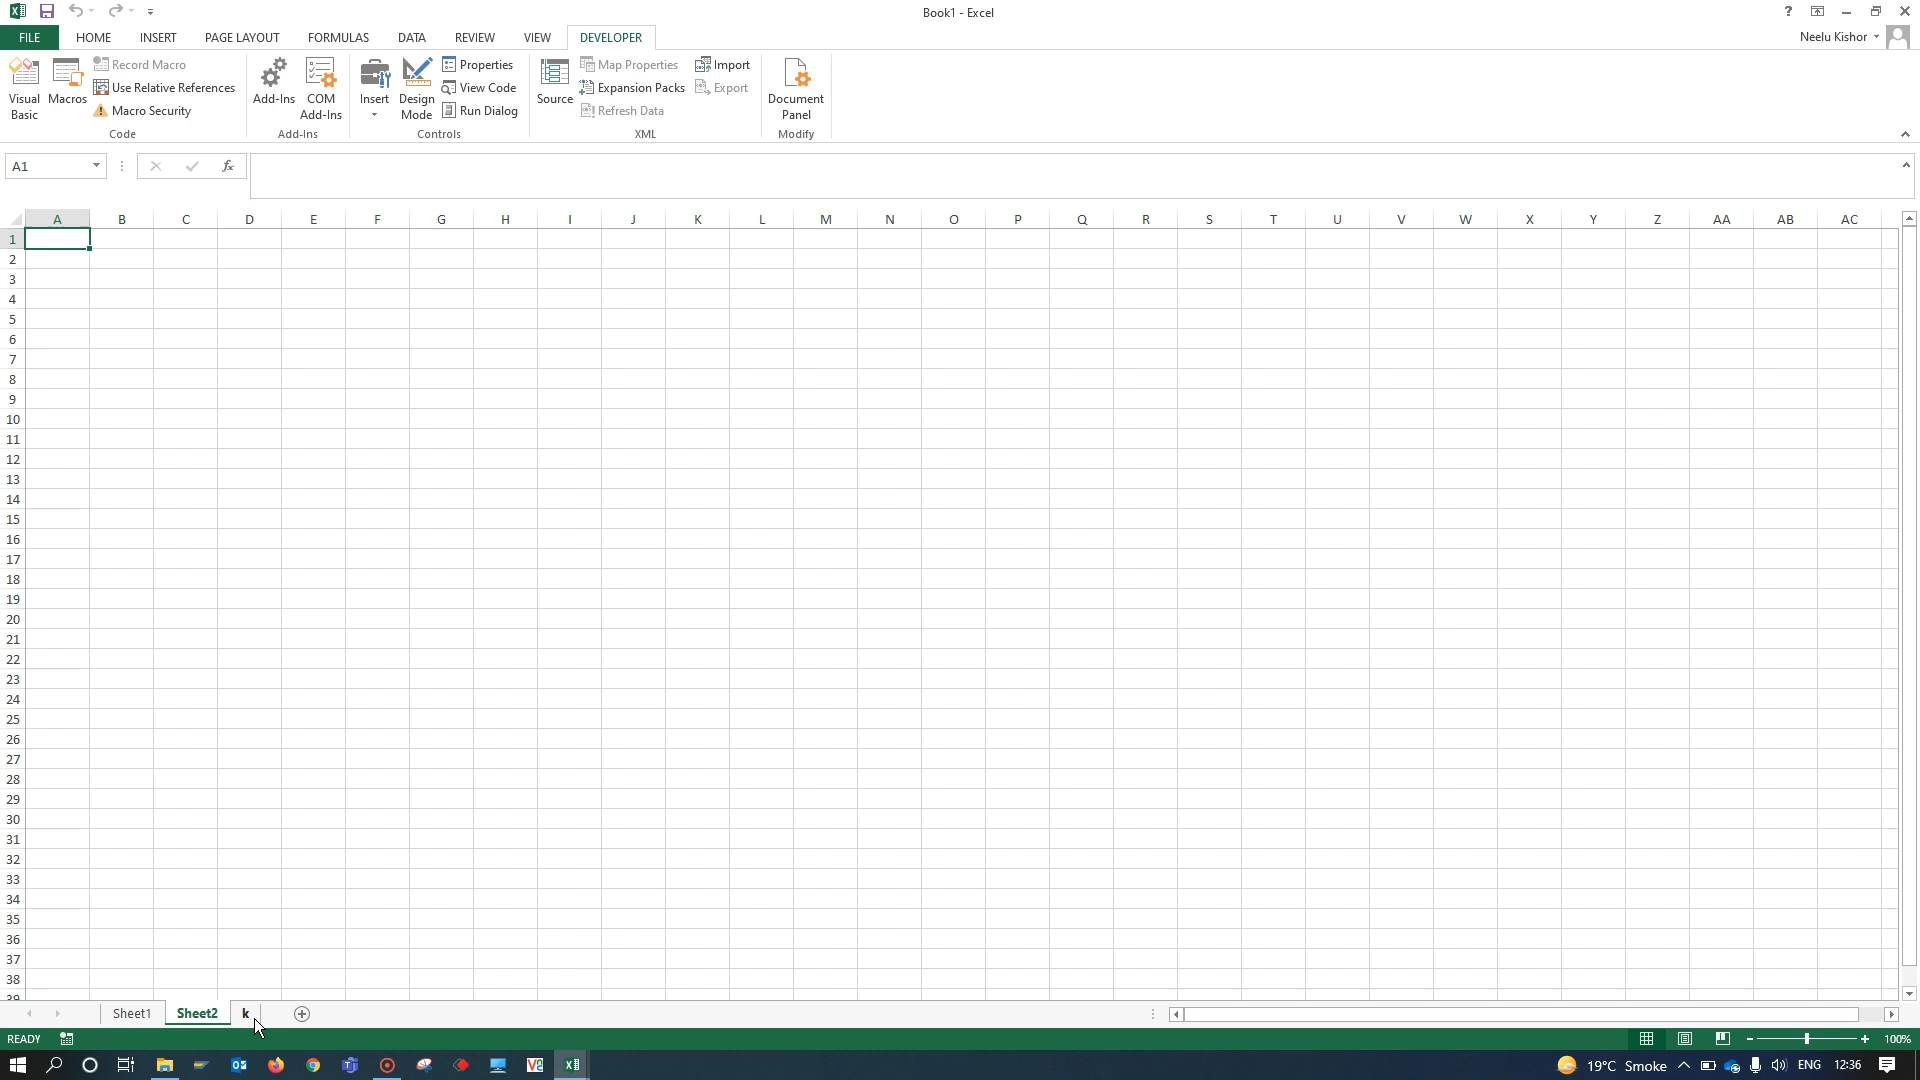 Book1 - Excel
?
FILE HOME INSERT PAGE LAYOUT FORMULAS DATA REVIEW VIEW DEVELOPER Neelu Kishor
Visual Basic
Macros
Record Macro
Use Relative References
Macro Security
Code
Add-Ins
COM Add-Ins
Add-Ins
Insert
Design Mode
Properties
View Code
Run Dialog
Controls
Source
Map Properties
Expansion Packs
Refresh Data
Import
Export
XML
Document Panel
Modify
A1 fx
A B C D E F G H I J K L M N O P Q R S T U V W X Y Z AA AB AC
1
2
3
4
5
6
7
8
9
10
11
12
13
14
15
16
17
18
19
20
21
22
23
24
25
26
27
28
29
30
31
32
33
34
35
36
37
38
39
Sheet1 Sheet2 k
READY 100%
19°C Smoke ENG 12:36